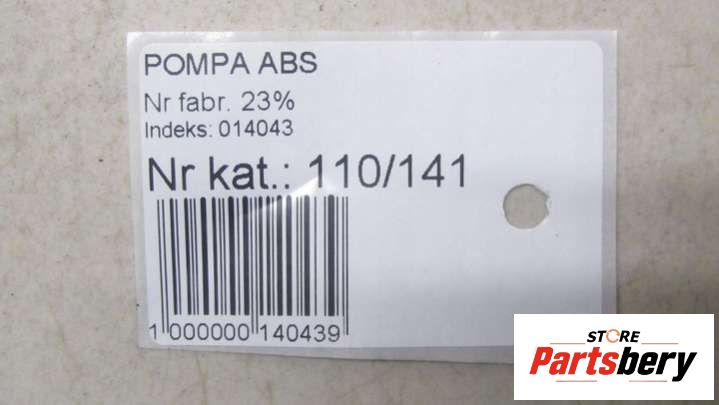 POMPA ABS
Nr fabr. 23%
Indeks: 014043
Nr kat.: 110/141
1 000000 140439
STORE
Partsbery